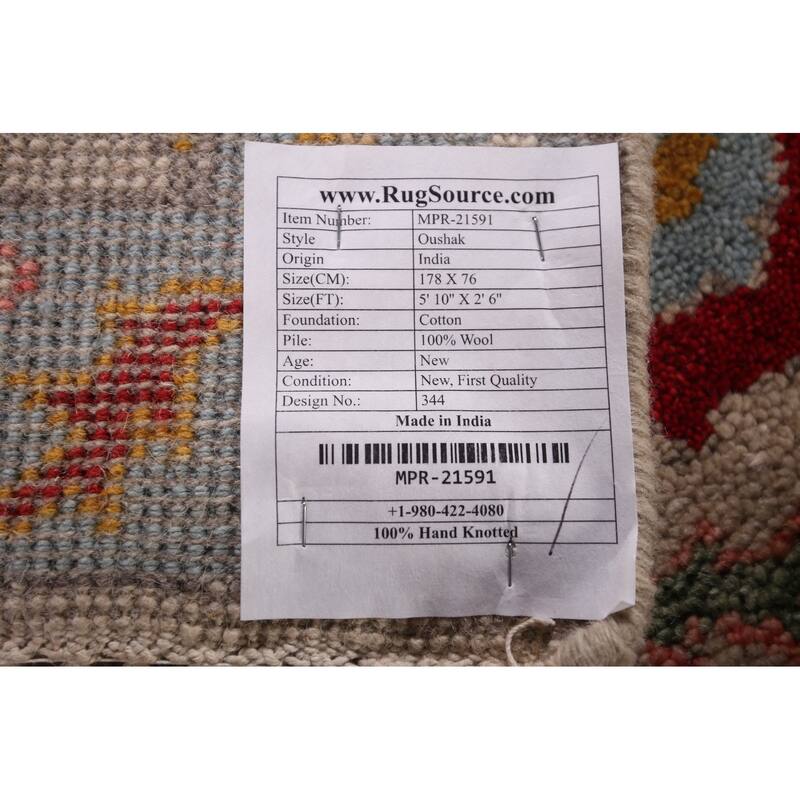 www.RugSource.com
Item Number: MPR-21591
Style Oushak
Origin India
Size(CM): 178 X 76
Size(FT): 5' 10" X 2' 6"
Foundation: Cotton
Pile: 100% Wool
Age: New
Condition: New, First Quality
Design No.: 344
Made in India
MPR-21591
+1-980-422-4080
100% Hand Knotted